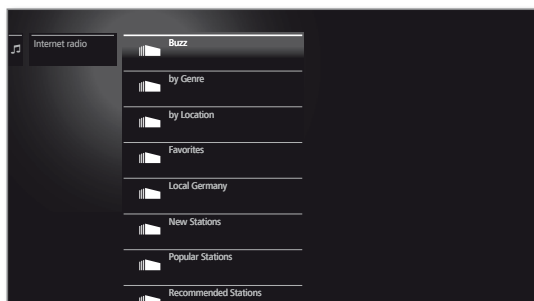 Internet radio
Buzz
by Genre
by Location
Favorites
Local Germany
New Stations
Popular Stations
Recommended Stations